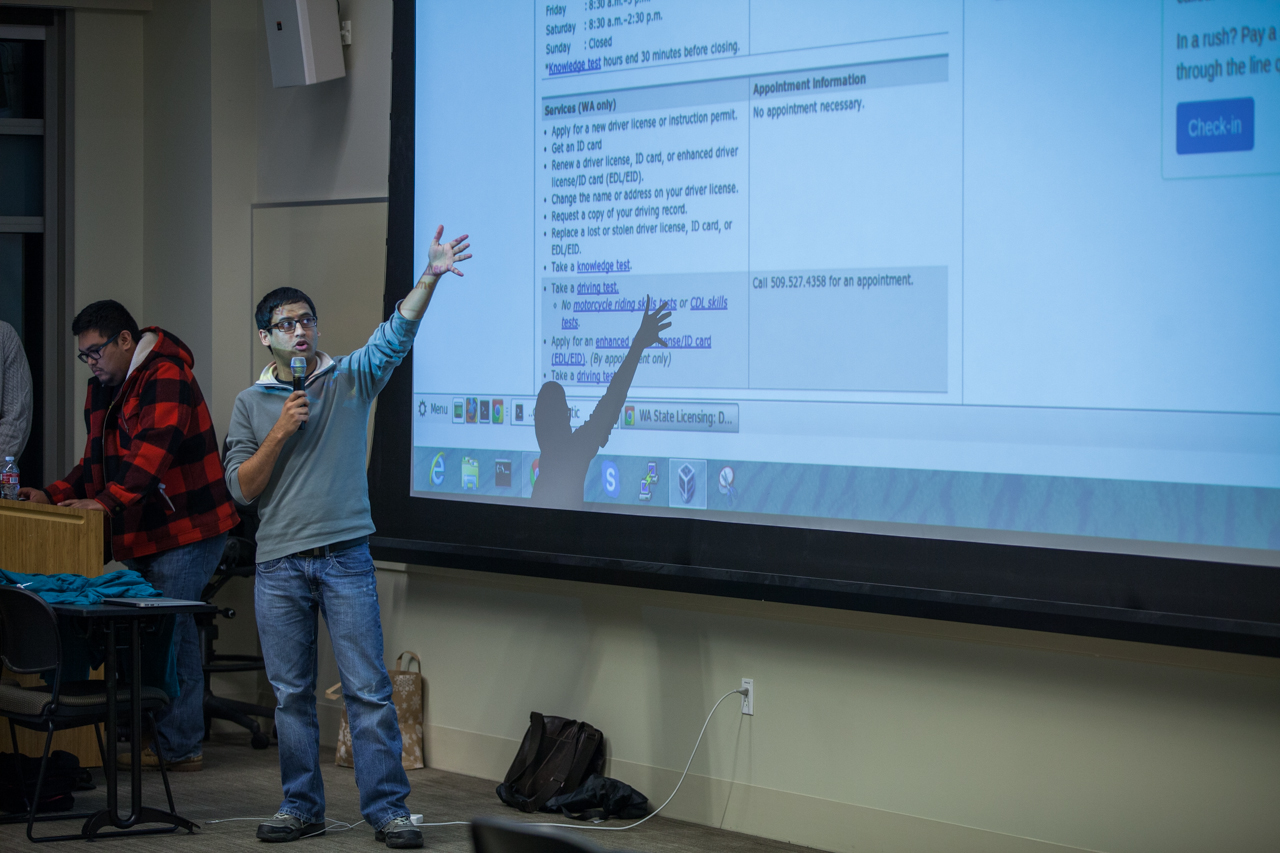 Friday : 8:30 a.m.–5 p.m.
Saturday : 8:30 a.m.–2:30 p.m.
Sunday : Closed
*Knowledge test hours end 30 minutes before closing.
Services (WA only)
Appointment Information
• Apply for a new driver license or instruction permit.
• Get an ID card
• Renew a driver license, ID card, or enhanced driver
license/ID card (EDL/EID).
• Change the name or address on your driver license.
• Request a copy of your driving record.
• Replace a lost or stolen driver license, ID card, or
EDL/EID.
• Take a knowledge test.
No appointment necessary.
• Take a driving test.
No motorcycle riding skills tests or CDL skills
tests.
• Apply for an enhanced license/ID card
(EDL/EID). (By appointment only)
• Take a driving test
Call 509.527.4358 for an appointment.
In a rush? Pay a
through the line
Check-in
Menu
WA State Licensing: D...